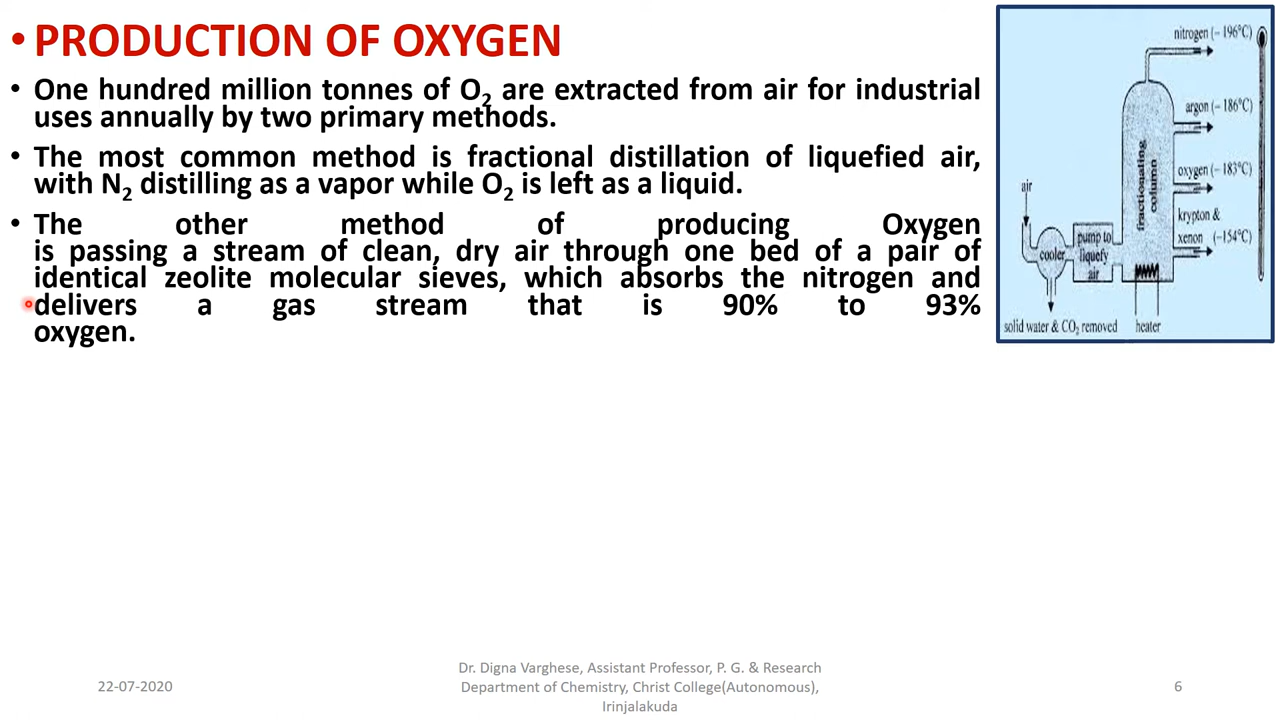 • PRODUCTION OF OXYGEN
• One hundred million tonnes of O₂ are extracted from air for industrial
uses annually by two primary methods.
• The most common method is fractional distillation of liquefied air,
with N₂ distilling as a vapor while O₂ is left as a liquid.
• The other method of producing Oxygen
is passing a stream of clean, dry air through one bed of a pair of
identical zeolite molecular sieves, which absorbs the nitrogen and
delivers a gas stream that is 90% to 93%
oxygen.
nitrogen (- 196°C)
argon (- 186°C)
oxygen (- 183°C)
krypton &
xenon (-154°C)
fractionating
column
air
cooler
pump to
liquefy
air
solid water & CO₂ removed
heater
22-07-2020
Dr. Digna Varghese, Assistant Professor, P. G. & Research
Department of Chemistry, Christ College(Autonomous),
Irinjalakuda
6